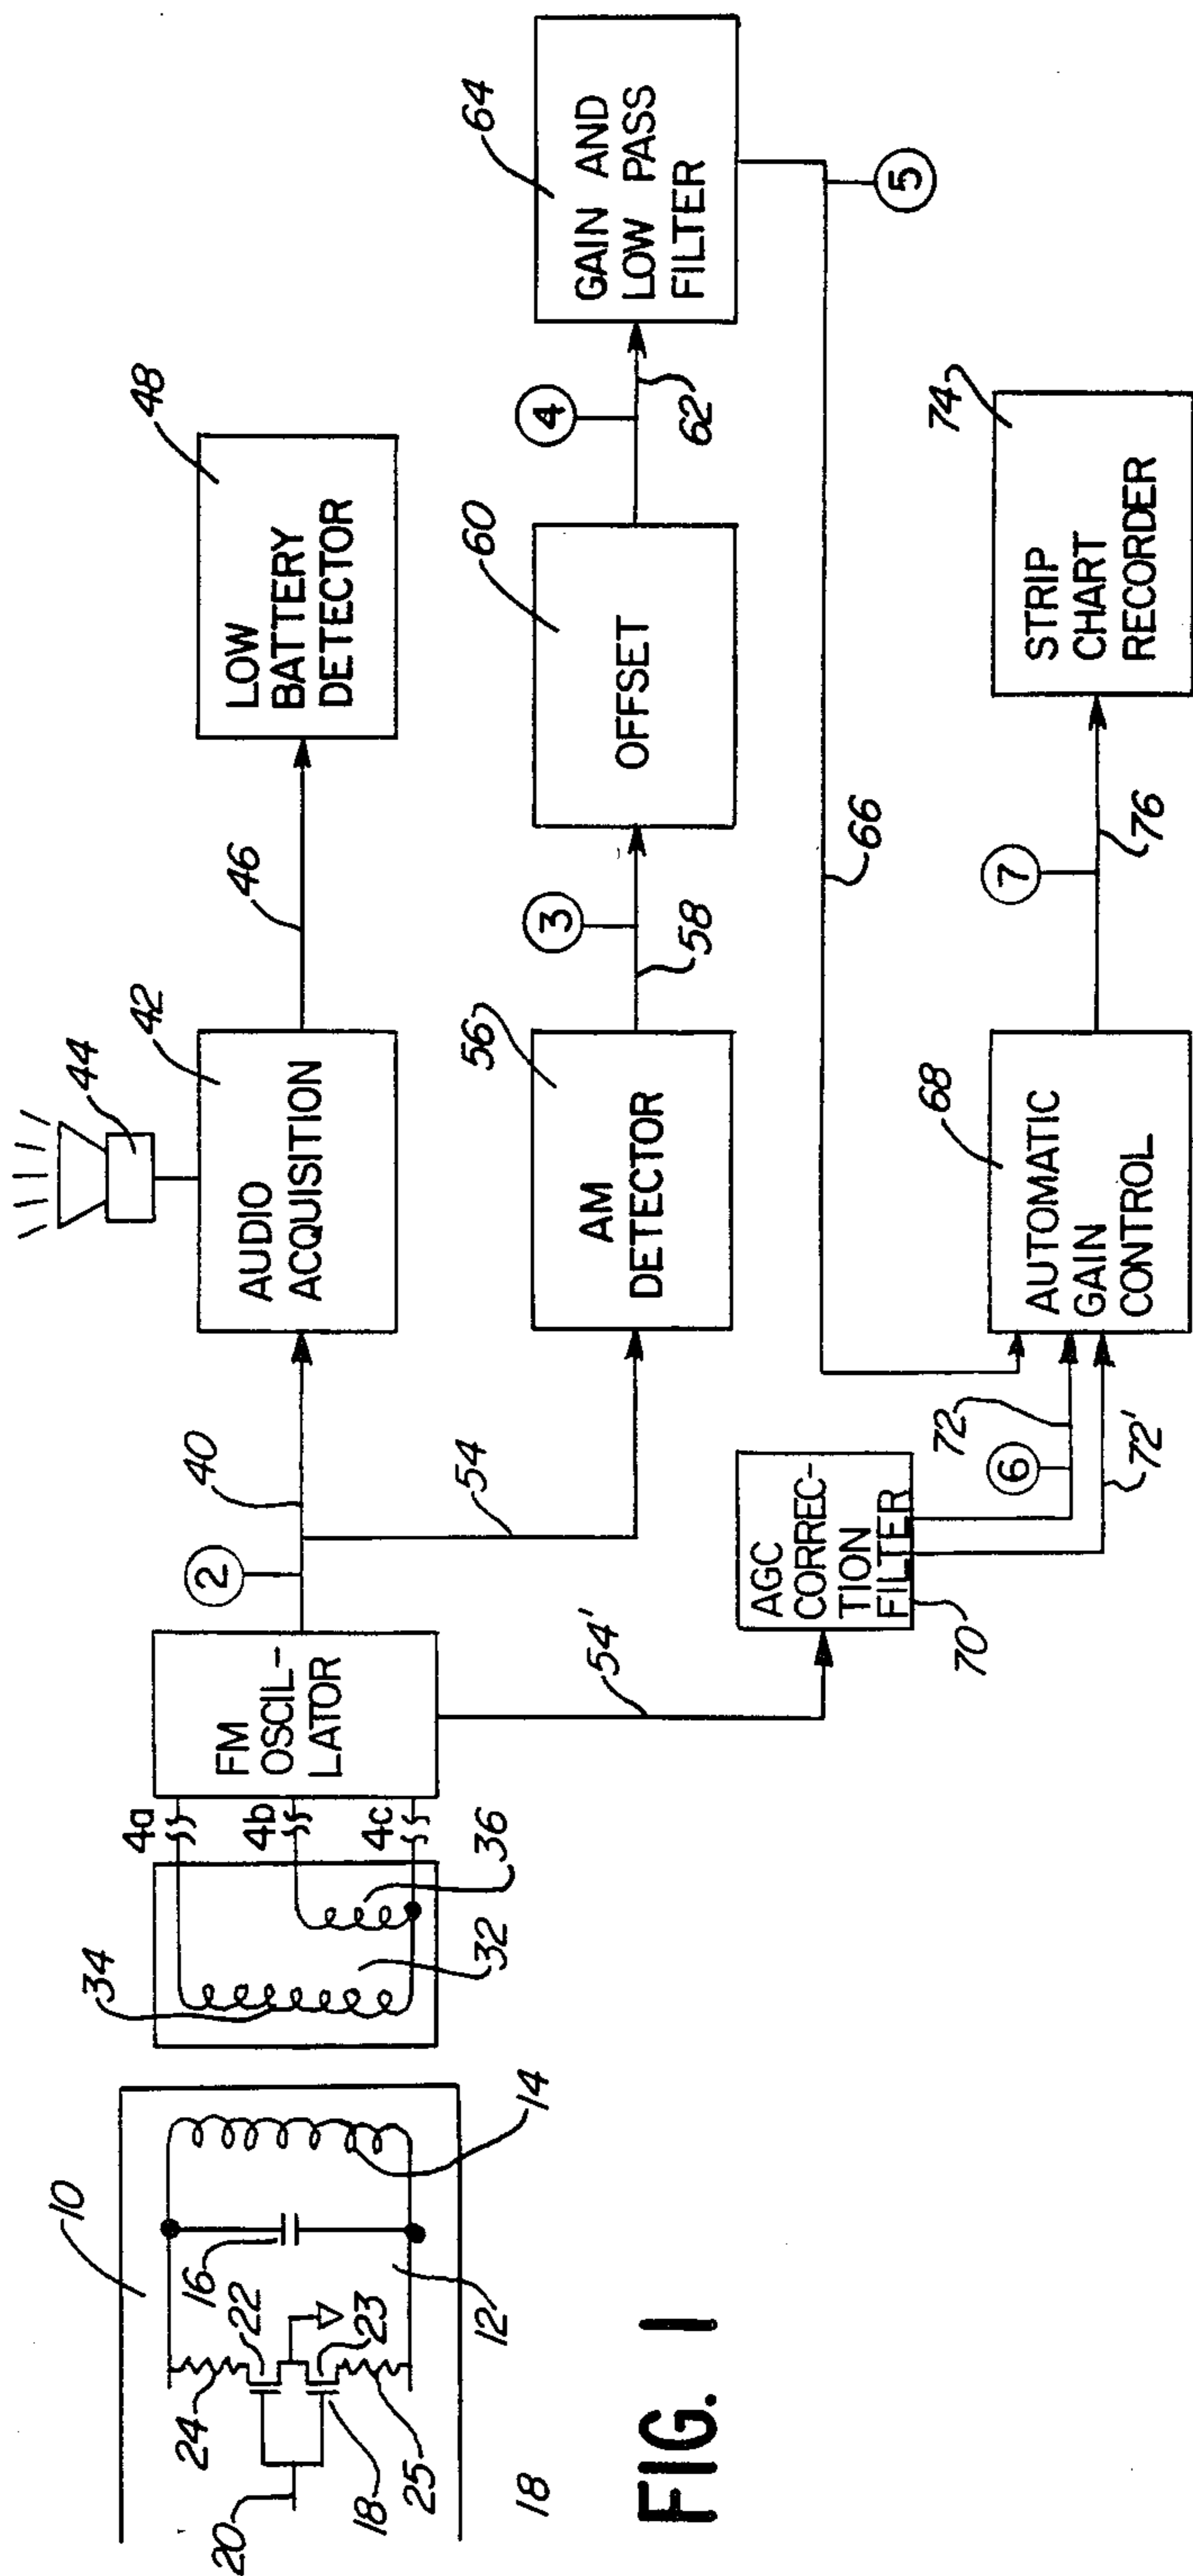 10
16
22
24
20
18
23
25
12
14
18
34
32
36
4a
4b
4c
FM
OSCIL-
LATOR
2
40
54
54'
AUDIO
ACQUISITION
42
44
46
LOW
BATTERY
DETECTOR
48
AM
DETECTOR
56
3
58
OFFSET
60
4
62
GAIN AND
LOW PASS
FILTER
64
5
66
AGC
CORREC-
TION
FILTER
70
72
6
72'
AUTOMATIC
GAIN
CONTROL
68
7
76
STRIP
CHART
RECORDER
74
FIG. 1